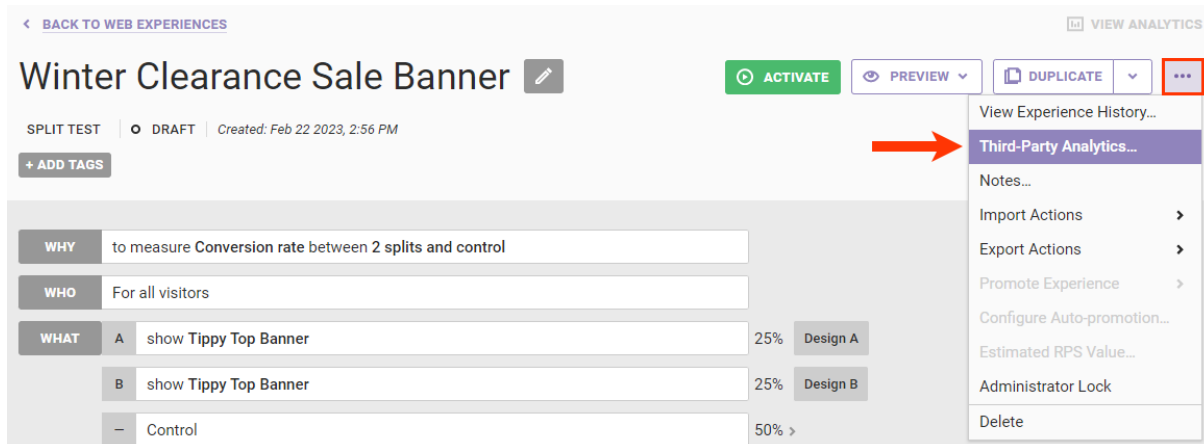 BACK TO WEB EXPERIENCES
VIEW ANALYTICS
Winter Clearance Sale Banner
ACTIVATE
PREVIEW
DUPLICATE
SPLIT TEST
DRAFT
Created: Feb 22 2023, 2:56 PM
+ ADD TAGS
View Experience History...
Third-Party Analytics...
Notes...
Import Actions
Export Actions
Promote Experience
Configure Auto-promotion...
Estimated RPS Value...
Administrator Lock
Delete
WHY to measure Conversion rate between 2 splits and control
WHO For all visitors
WHAT A show Tippy Top Banner 25% Design A
B show Tippy Top Banner 25% Design B
– Control 50%